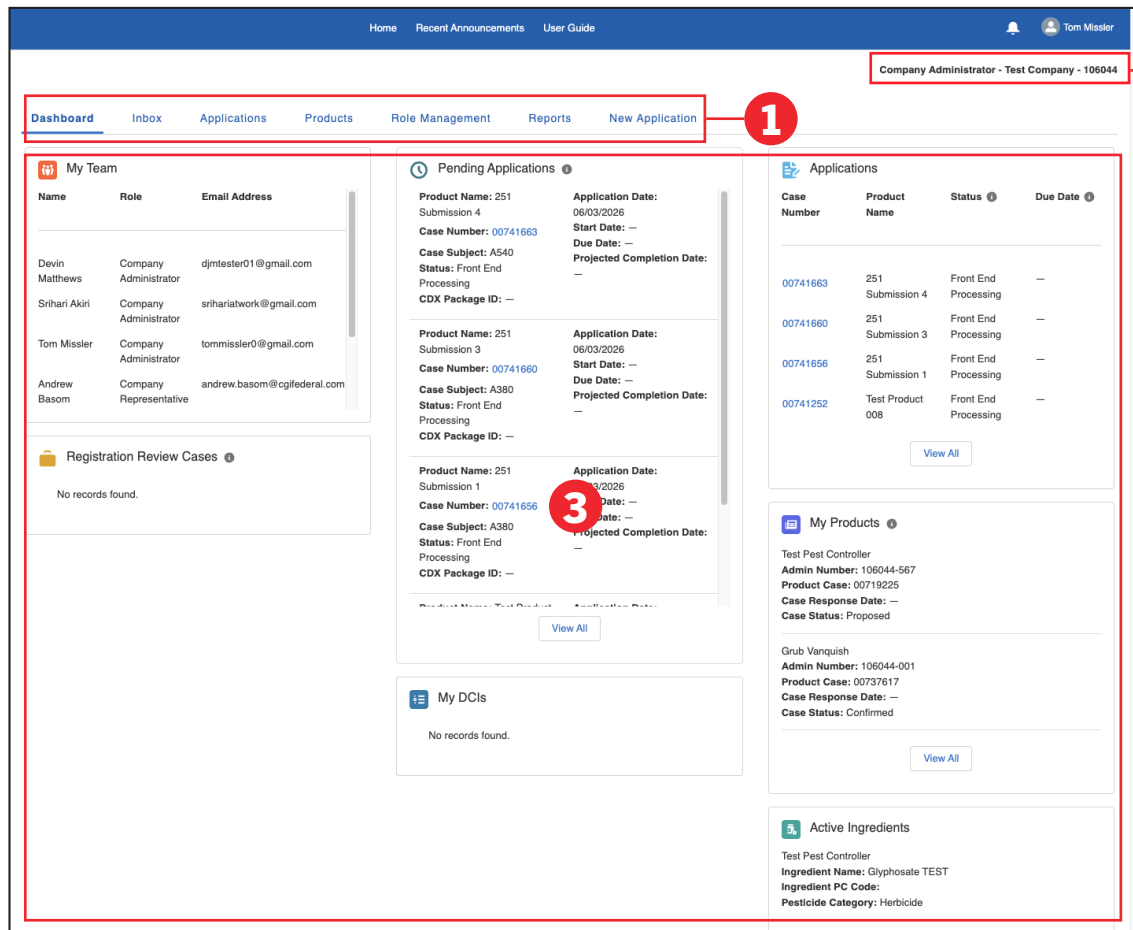 Home Recent Announcements User Guide Tom Missler
Company Administrator - Test Company - 106044
Dashboard Inbox Applications Products Role Management Reports New Application
1
My Team
Name Role Email Address
Devin Matthews Company Administrator djmtester01@gmail.com
Srihari Akiri Company Administrator srihariatwork@gmail.com
Tom Missler Company Administrator tommissler0@gmail.com
Andrew Basom Company Representative andrew.basom@cgifederal.com
Registration Review Cases
No records found.
Pending Applications
Product Name: 251 Submission 4
Case Number: 00741663
Case Subject: A540
Status: Front End Processing
CDX Package ID: —
Application Date: 06/03/2026
Start Date: —
Due Date: —
Projected Completion Date: —
Product Name: 251 Submission 3
Case Number: 00741660
Case Subject: A380
Status: Front End Processing
CDX Package ID: —
Application Date: 06/03/2026
Start Date: —
Due Date: —
Projected Completion Date: —
Product Name: 251 Submission 1
Case Number: 00741656
Case Subject: A380
Status: Front End Processing
CDX Package ID: —
Application Date:
3/2026
Date: —
Date: —
Projected Completion Date: —
3
Product Name: Test Product
Application Date:
View All
My DCIs
No records found.
Applications
Case Number Product Name Status Due Date
00741663 251 Submission 4 Front End Processing —
00741660 251 Submission 3 Front End Processing —
00741656 251 Submission 1 Front End Processing —
00741252 Test Product 008 Front End Processing —
View All
My Products
Test Pest Controller
Admin Number: 106044-567
Product Case: 00719225
Case Response Date: —
Case Status: Proposed
Grub Vanquish
Admin Number: 106044-001
Product Case: 00737617
Case Response Date: —
Case Status: Confirmed
View All
Active Ingredients
Test Pest Controller
Ingredient Name: Glyphosate TEST
Ingredient PC Code:
Pesticide Category: Herbicide